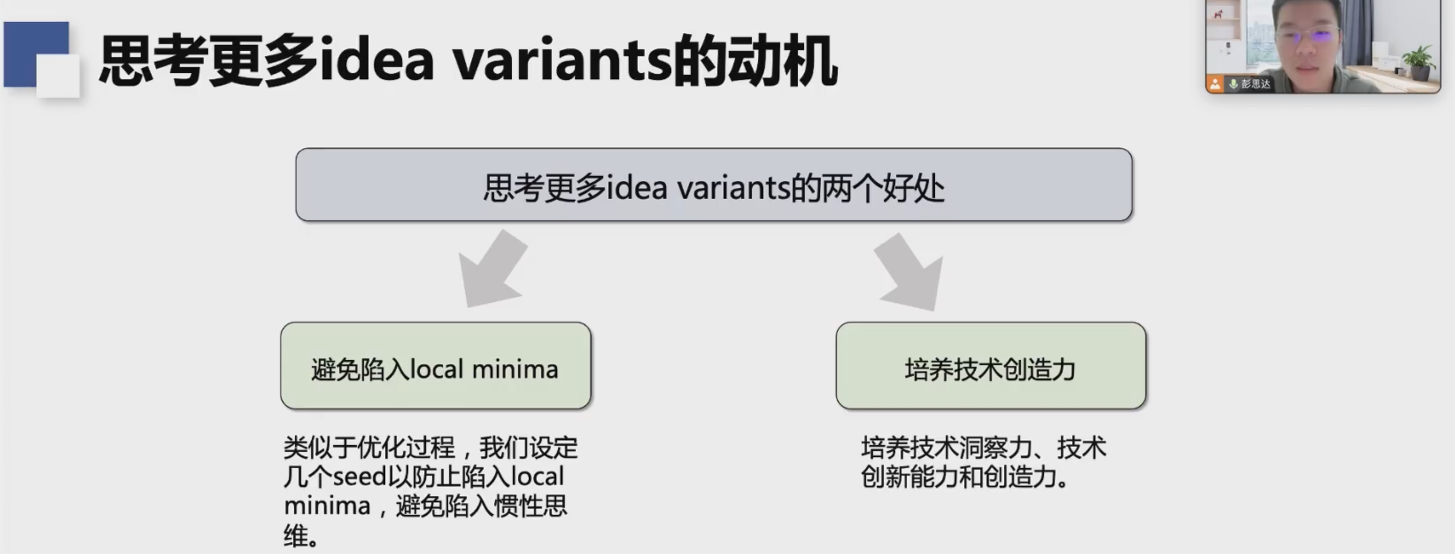 思考更多idea variants的动机
彭思达
思考更多idea variants的两个好处
避免陷入local minima
培养技术创造力
类似于优化过程，我们设定
几个seed以防止陷入local
minima，避免陷入惯性思
维。
培养技术洞察力、技术
创新能力和创造力。